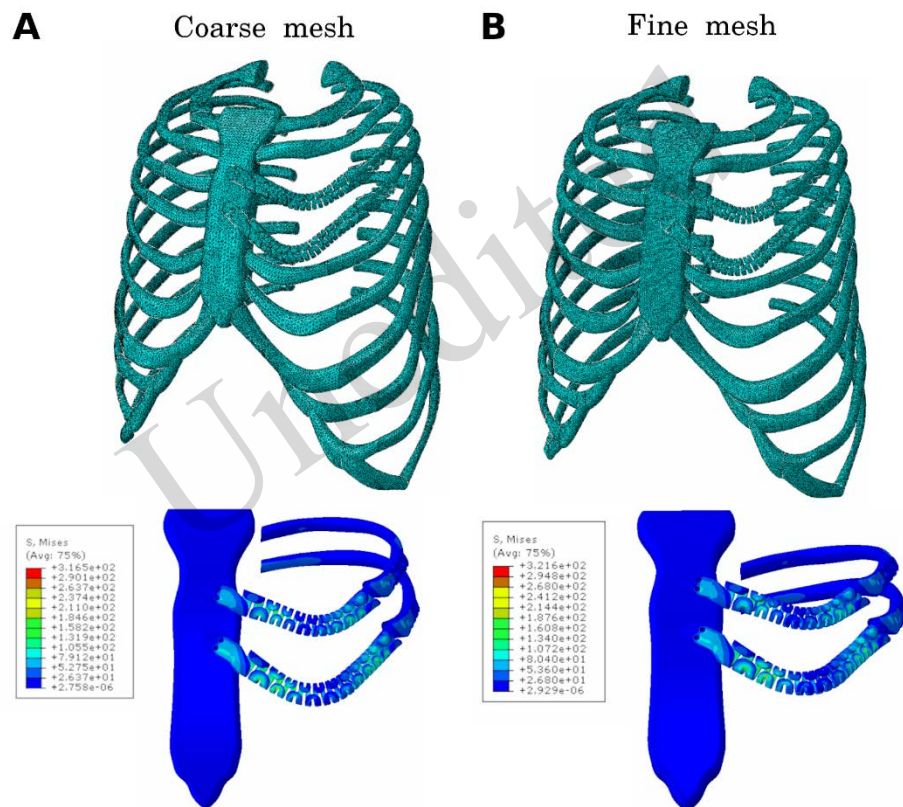 A
Coarse mesh
B
Fine mesh
Unedited
S, Mises
(Avg: 75%)
+3.165e+02
+2.901e+02
+2.637e+02
+2.374e+02
+2.110e+02
+1.846e+02
+1.582e+02
+1.319e+02
+1.055e+02
+7.912e+01
+5.275e+01
+2.637e+01
+2.758e-06
S, Mises
(Avg: 75%)
+3.216e+02
+2.948e+02
+2.680e+02
+2.412e+02
+2.144e+02
+1.876e+02
+1.608e+02
+1.340e+02
+1.072e+02
+8.040e+01
+5.360e+01
+2.680e+01
+2.929e-06